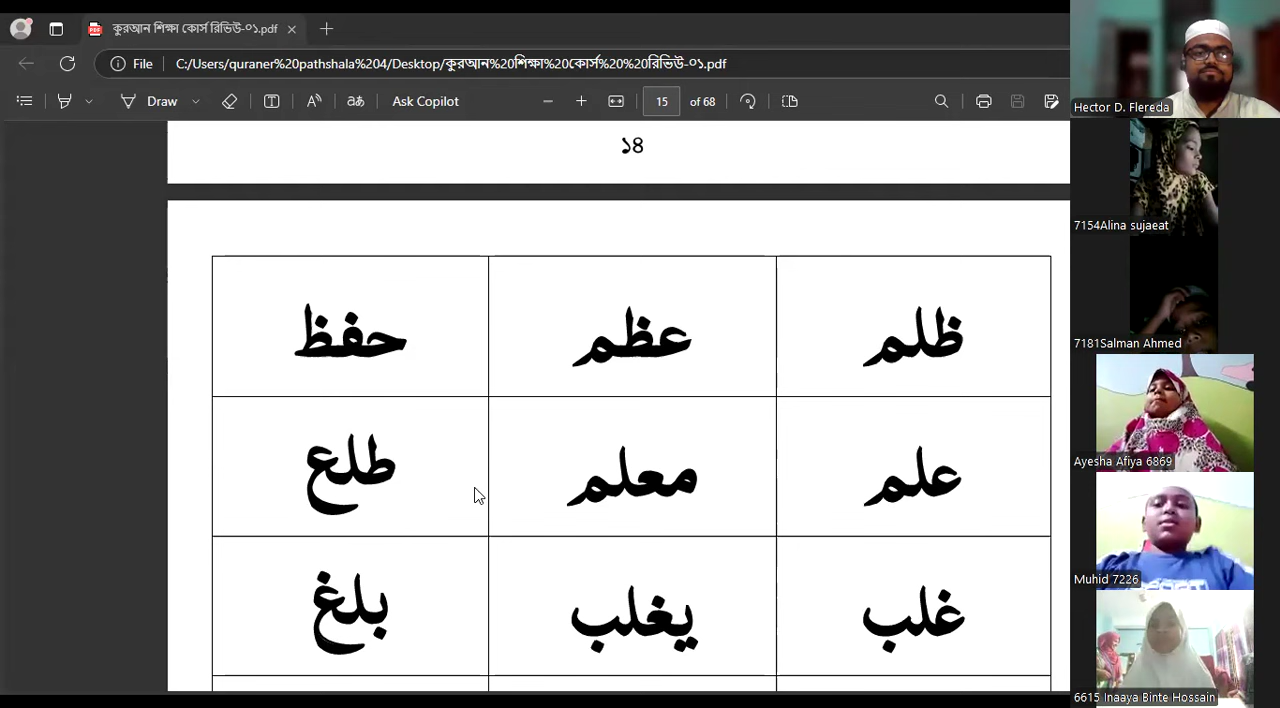 কুরআন শিক্ষা কোর্স রিভিউ-০১.pdf
File C:/Users/quraner%20pathshala%204/Desktop/কুরআন%20শিক্ষা%20কোর্স%20%20রিভিউ-০১.pdf
Draw Ask Copilot 15 of 68
১৪
ظلم عظم حفظ
علم معلم طلع
غلب يغلب بلغ
Hector D. Flereda
7154Alina sujaeat
7181Salman Ahmed
Ayesha Afiya 6869
Muhid 7226
6615 Inaaya Binte Hossain